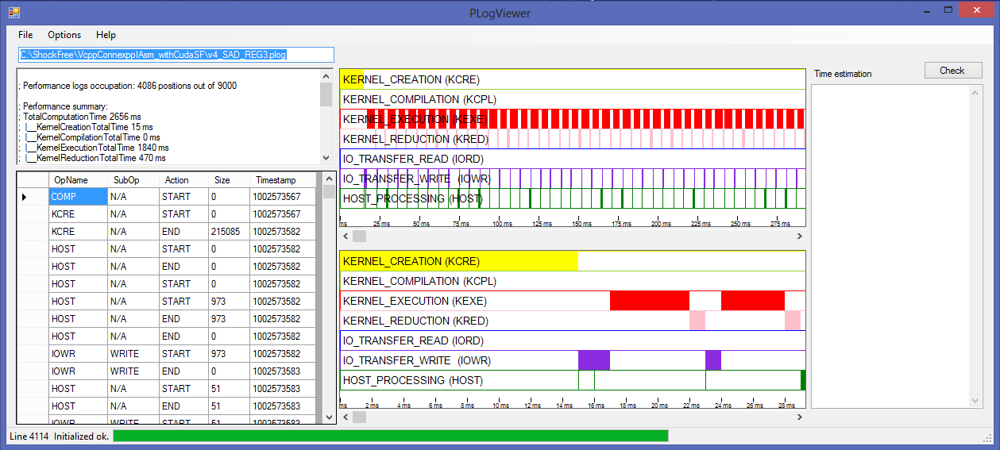 PLogViewer
File Options Help
C:\ShockFree\VcppConnexppIAsm_withCudaSF\v4_SAD_REG3.plog
; Performance logs occupation: 4086 positions out of 9000
; Performance summary:
; TotalComputationTime 2656 ms
; |__KernelCreationTotalTime 15 ms
; |__KernelCompilationTotalTime 0 ms
; |__KernelExecutionTotalTime 1840 ms
; |__KernelReductionTotalTime 470 ms
OpName SubOp Action Size Timestamp
COMP N/A START 0 1002573567
KCRE N/A START 0 1002573567
KCRE N/A END 215085 1002573582
HOST N/A START 0 1002573582
HOST N/A END 0 1002573582
HOST N/A START 0 1002573582
HOST N/A START 973 1002573582
HOST N/A END 973 1002573582
HOST N/A END 0 1002573582
IOWR WRITE START 973 1002573582
IOWR WRITE END 0 1002573583
HOST N/A START 51 1002573583
HOST N/A END 51 1002573583
IOWR WRITE START 51 1002573583
KERNEL_CREATION (KCRE)
KERNEL_COMPILATION (KCPL)
KERNEL_EXECUTION (KEXE)
KERNEL_REDUCTION (KRED)
IO_TRANSFER_READ (IORD)
IO_TRANSFER_WRITE (IOWR)
HOST_PROCESSING (HOST)
ms 25 ms 50 ms 75 ms 100 ms 125 ms 150 ms 175 ms 200 ms 225 ms 250 ms 275 ms
KERNEL_CREATION (KCRE)
KERNEL_COMPILATION (KCPL)
KERNEL_EXECUTION (KEXE)
KERNEL_REDUCTION (KRED)
IO_TRANSFER_READ (IORD)
IO_TRANSFER_WRITE (IOWR)
HOST_PROCESSING (HOST)
ms 2 ms 4 ms 6 ms 8 ms 10 ms 12 ms 14 ms 16 ms 18 ms 20 ms 22 ms 24 ms 26 ms 28 ms
Time estimation
Check
Line 4114 Initialized ok.